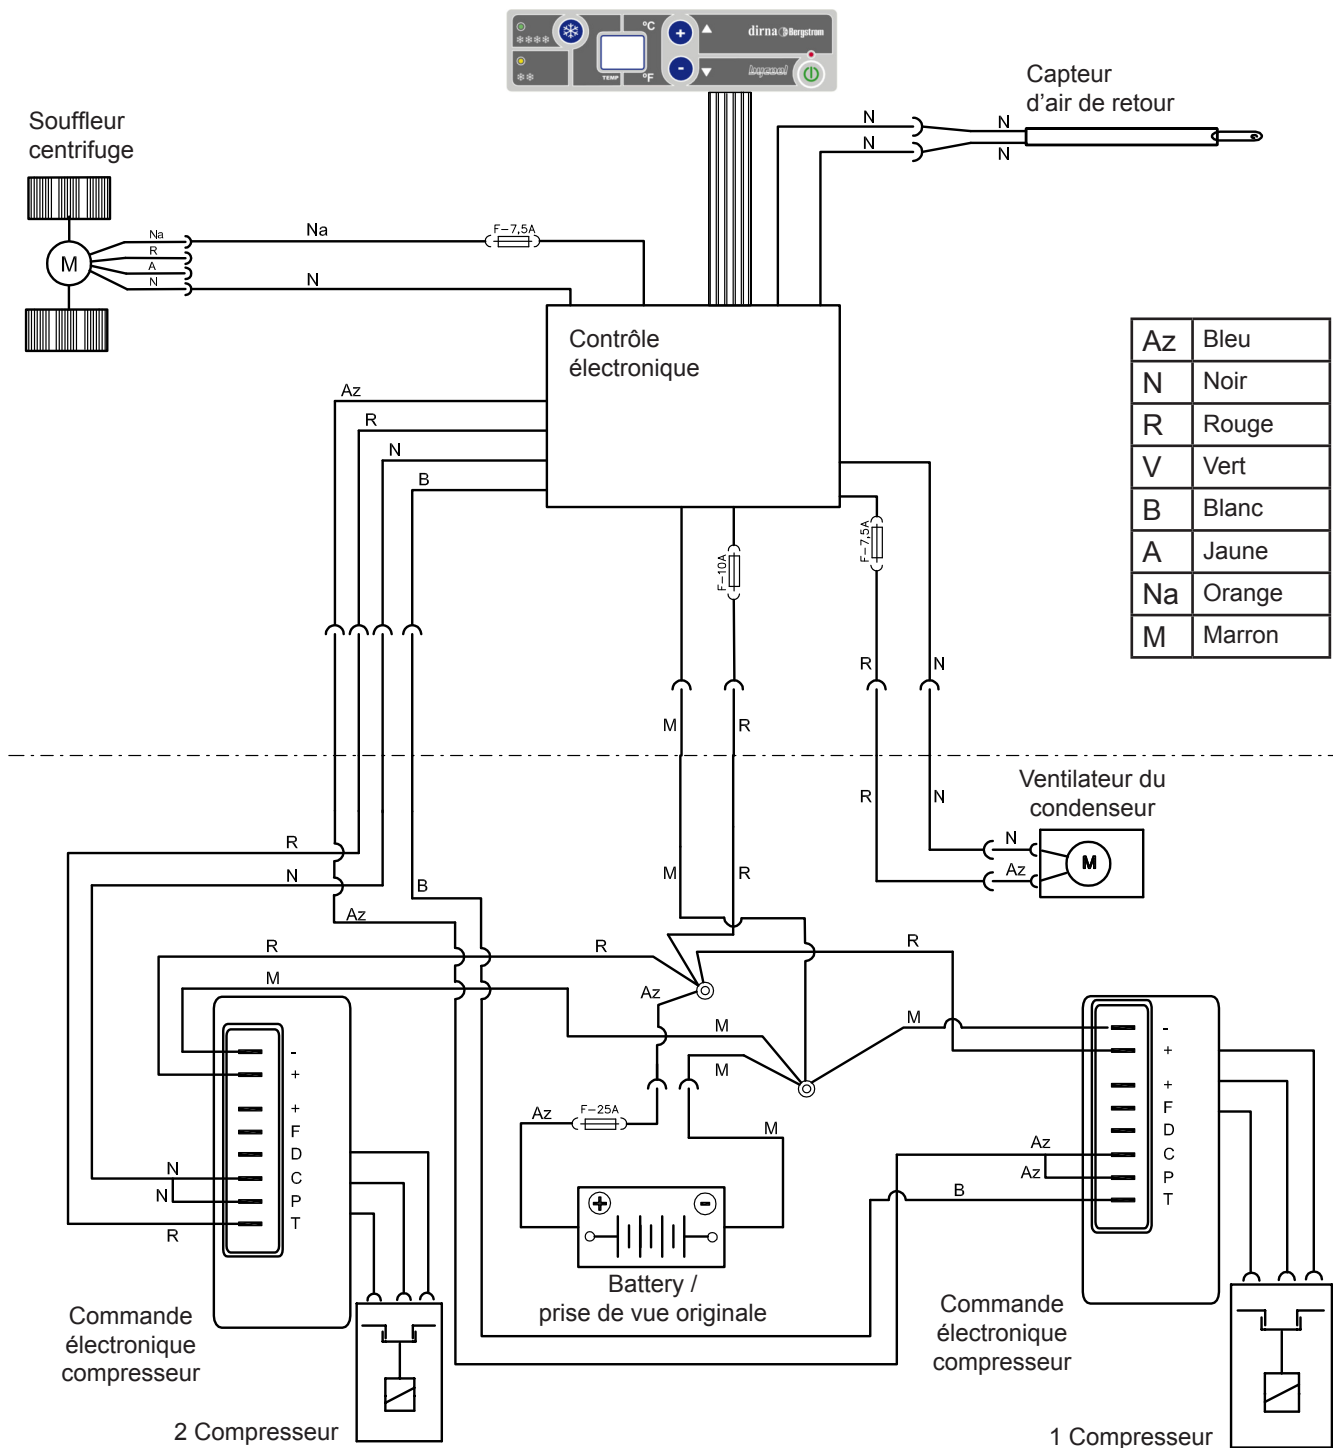 °C
dirna Bergstrom
TEMP
°F
bycool
Capteur
d'air de retour
N
N
N
N
Souffleur
centrifuge
M
Na
R
A
N
Na
N
F-7,5A
Contrôle
électronique
Az Bleu
N Noir
R Rouge
V Vert
B Blanc
A Jaune
Na Orange
M Marron
Az
R
N
B
F-10A
F-7,5A
R
N
M
R
R
N
Ventilateur du
condenseur
N
Az
M
R
N
M
R
B
Az
R
R
R
M
Az
M
M
M
-
+
+
F
D
C
P
T
N
N
R
Az
F-25A
M
+
-
Battery /
prise de vue originale
-
+
+
F
D
C
P
T
Az
Az
B
Commande
électronique
compresseur
2 Compresseur
Commande
électronique
compresseur
1 Compresseur